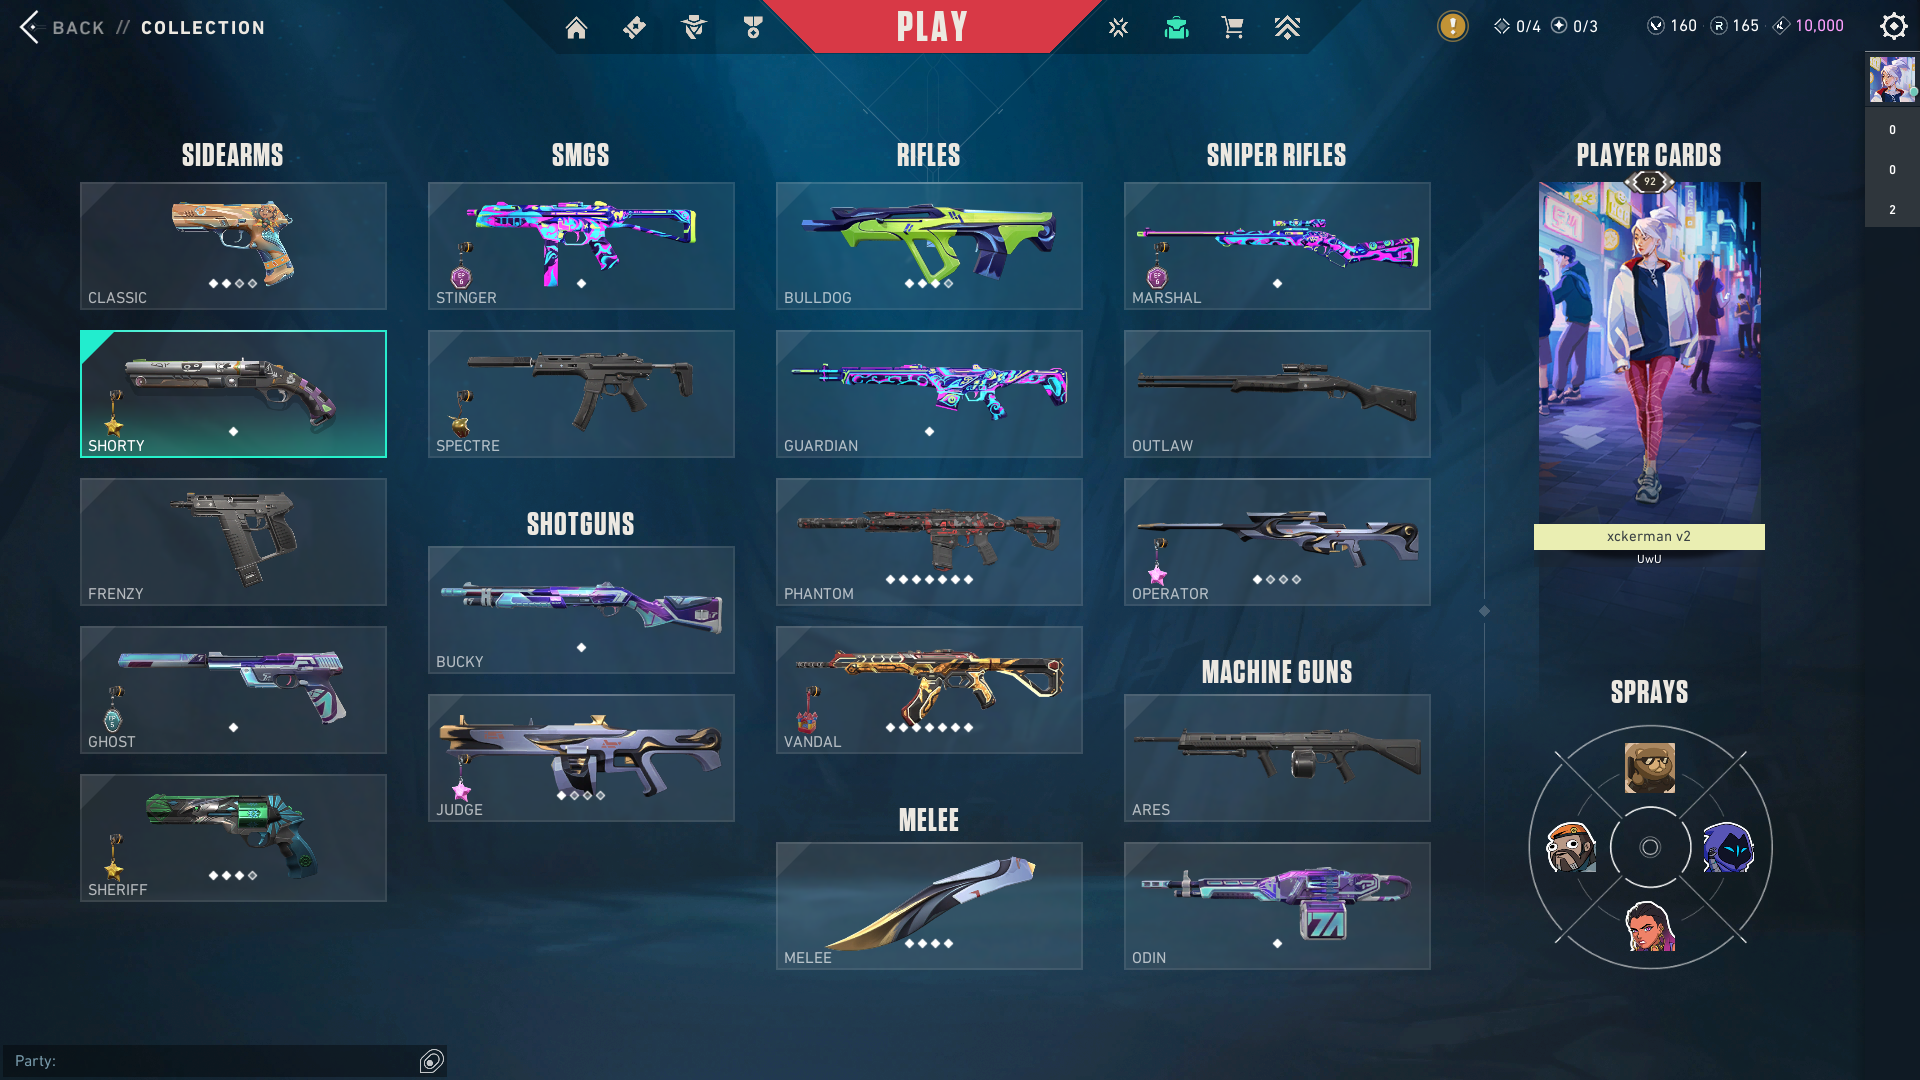 BACK // COLLECTION
PLAY
0/4 0/3
160 165 10,000
0
0
2
SIDEARMS
CLASSIC
SHORTY
FRENZY
GHOST
SHERIFF
SMGS
STINGER
SPECTRE
SHOTGUNS
BUCKY
JUDGE
RIFLES
BULLDOG
GUARDIAN
PHANTOM
VANDAL
MELEE
MELEE
SNIPER RIFLES
MARSHAL
OUTLAW
OPERATOR
MACHINE GUNS
ARES
ODIN
PLAYER CARDS
92
xckerman v2
UwU
SPRAYS
Party: